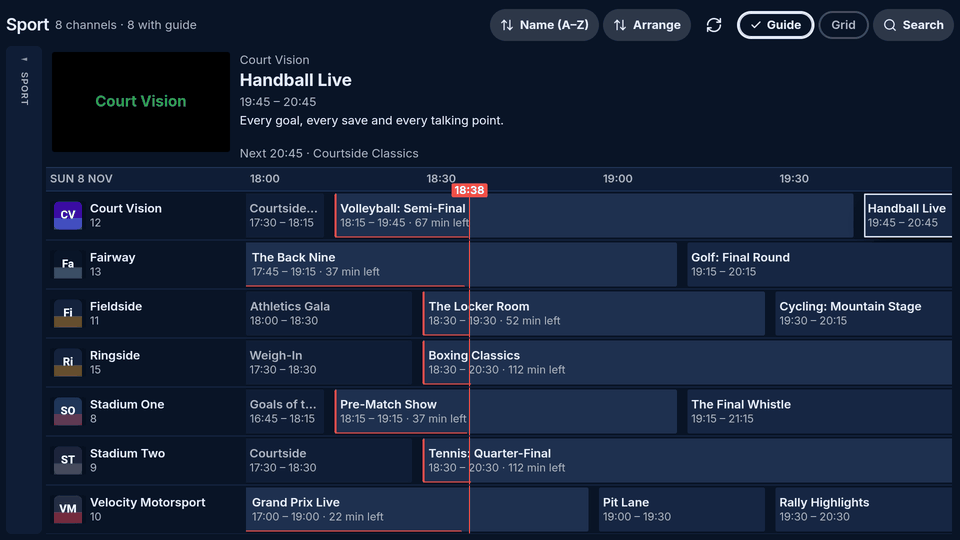 Sport 8 channels · 8 with guide
Name (A–Z)
Arrange
Guide
Grid
Search
SPORT
Court Vision
Court Vision
Handball Live
19:45 – 20:45
Every goal, every save and every talking point.
Next 20:45 · Courtside Classics
SUN 8 NOV
18:00
18:30
19:00
19:30
18:38
CV
Court Vision
12
Courtside...
17:30 – 18:15
Volleyball: Semi-Final
18:15 – 19:45 · 67 min left
Handball Live
19:45 – 20:45
Fa
Fairway
13
The Back Nine
17:45 – 19:15 · 37 min left
Golf: Final Round
19:15 – 20:15
Fi
Fieldside
11
Athletics Gala
18:00 – 18:30
The Locker Room
18:30 – 19:30 · 52 min left
Cycling: Mountain Stage
19:30 – 20:15
Ri
Ringside
15
Weigh-In
17:30 – 18:30
Boxing Classics
18:30 – 20:30 · 112 min left
SO
Stadium One
8
Goals of t...
16:45 – 18:15
Pre-Match Show
18:15 – 19:15 · 37 min left
The Final Whistle
19:15 – 21:15
ST
Stadium Two
9
Courtside
17:30 – 18:30
Tennis: Quarter-Final
18:30 – 20:30 · 112 min left
VM
Velocity Motorsport
10
Grand Prix Live
17:00 – 19:00 · 22 min left
Pit Lane
19:00 – 19:30
Rally Highlights
19:30 – 20:30